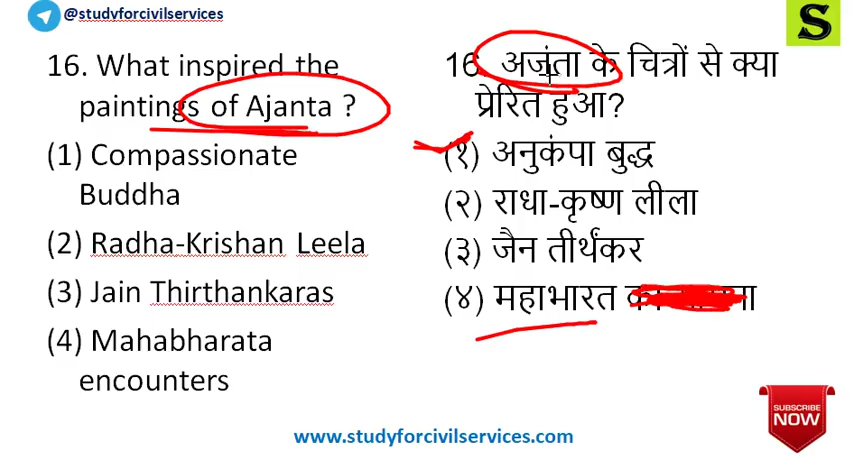 @studyforcivilservices
S
16. What inspired the
paintings of Ajanta ?
(1) Compassionate
Buddha
(2) Radha-Krishan Leela
(3) Jain Thirthankaras
(4) Mahabharata
encounters
16. अजंता के चित्रों से क्या
प्रेरित हुआ?
(१) अनुकंपा बुद्ध
(२) राधा-कृष्ण लीला
(३) जैन तीर्थंकर
(४) महाभारत
SUBSCRIBE
NOW
www.studyforcivilservices.com